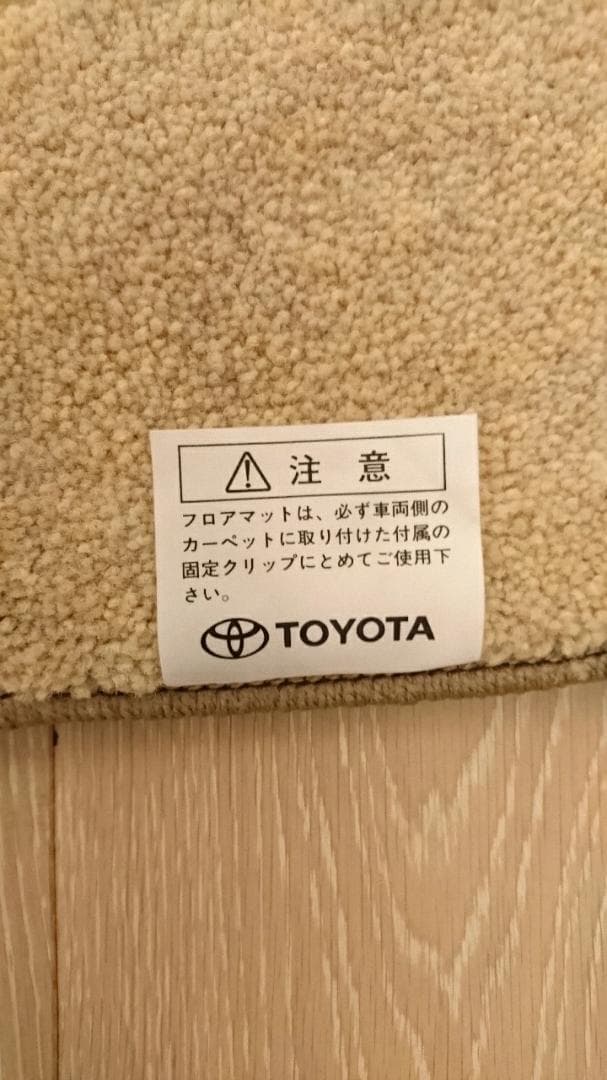 注意
フロアマットは、必ず車両側の
カーペットに取り付けた付属の
固定クリップにとめてご使用下
さい。
TOYOTA